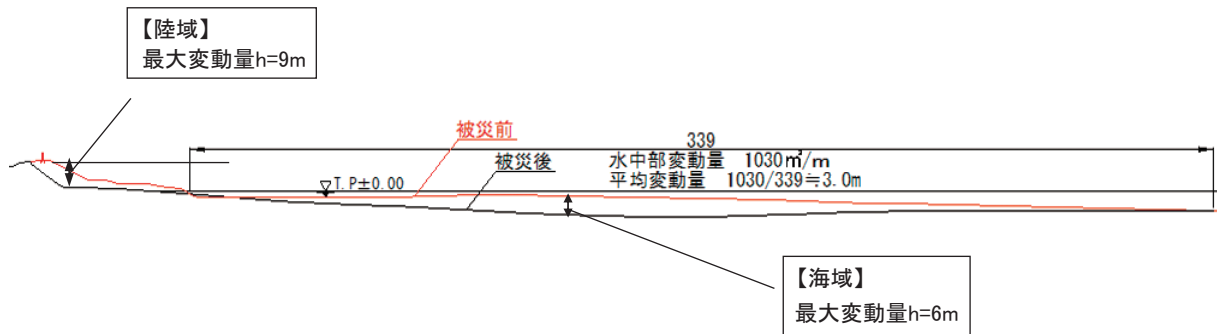 【陸域】
最大変動量h=9m
被災前
339
被災後
水中部変動量 1030㎥/m
▽T.P±0.00
平均変動量 1030/339≒3.0m
【海域】
最大変動量h=6m